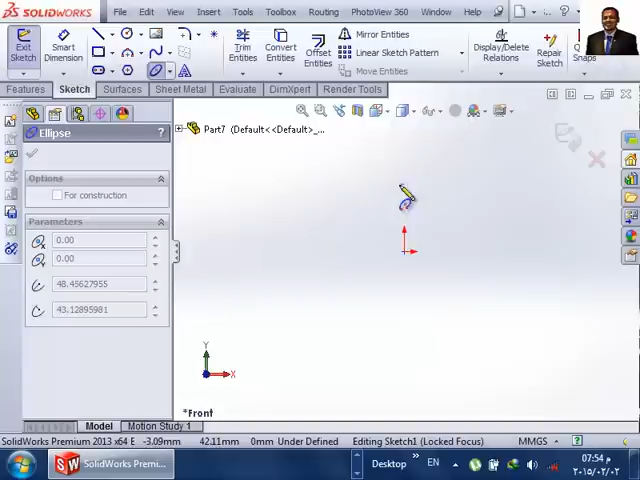 SOLIDWORKS
File
Edit
View
Insert
Tools
Routing
PhotoView 360
Window
Exit
Sketch
Smart
Dimension
Trim
Entities
Convert
Entities
Offset
Entities
Mirror Entities
Linear Sketch Pattern
Move Entities
Display/Delete
Relations
Repair
Sketch
Snaps
Features
Sketch
Surfaces
Sheet Metal
Evaluate
DimXpert
Render Tools
Ellipse
?
Part7 (Default<<Default>_...
Options
For construction
Parameters
0.00
0.00
48.45627955
43.12895981
Y
X
*Front
Model
Motion Study 1
SolidWorks Premium 2013 x64 E
-3.09mm
42.11mm
0mm
Under Defined
Editing Sketch1 (Locked Focus)
MMGS
?
SolidWorks Premi...
Desktop
»
EN
07:54 م
٢٠١٥/٠٢/٠٢